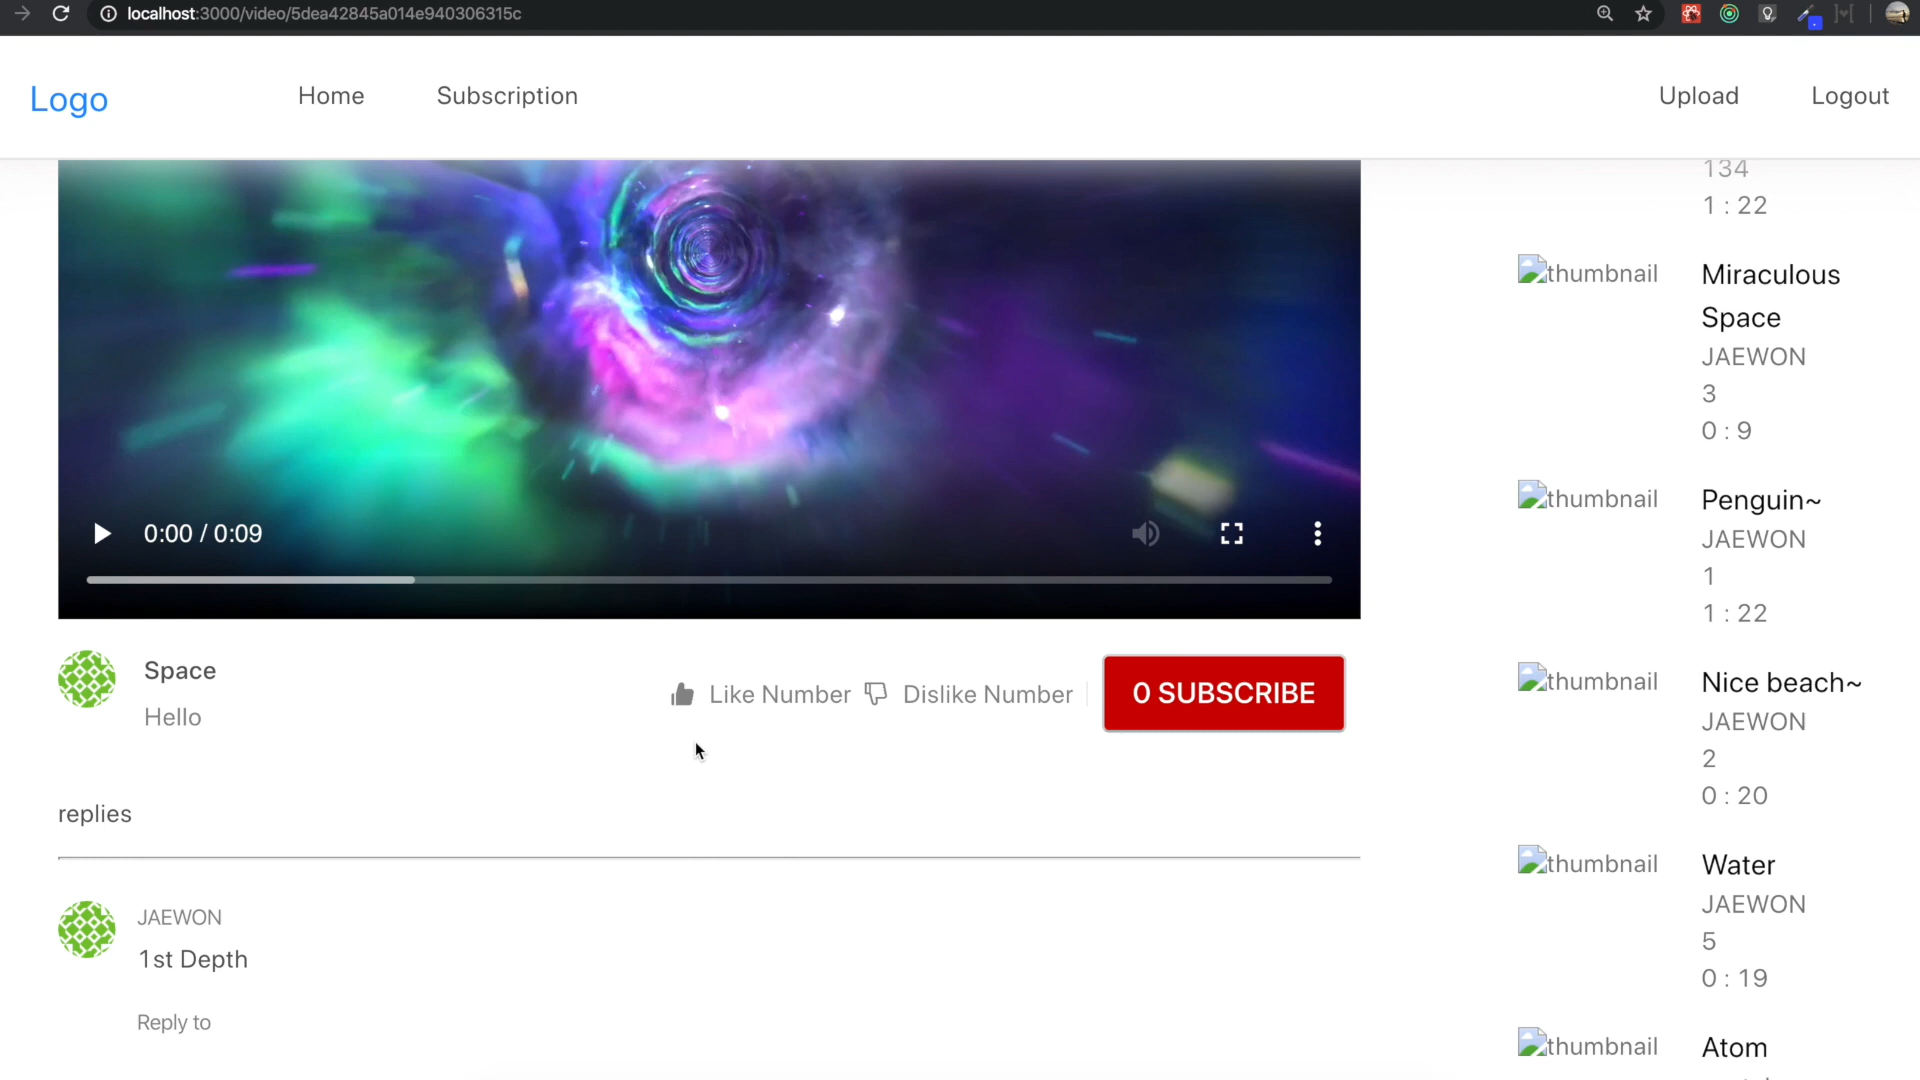 localhost:3000/video/5dea42845a014e940306315c
Logo
Home
Subscription
Upload
Logout
0:00 / 0:09
Space
Hello
Like Number
Dislike Number
0 SUBSCRIBE
replies
JAEWON
1st Depth
Reply to
134
1 : 22
thumbnail
Miraculous
Space
JAEWON
3
0 : 9
thumbnail
Penguin~
JAEWON
1
1 : 22
thumbnail
Nice beach~
JAEWON
2
0 : 20
thumbnail
Water
JAEWON
5
0 : 19
thumbnail
Atom